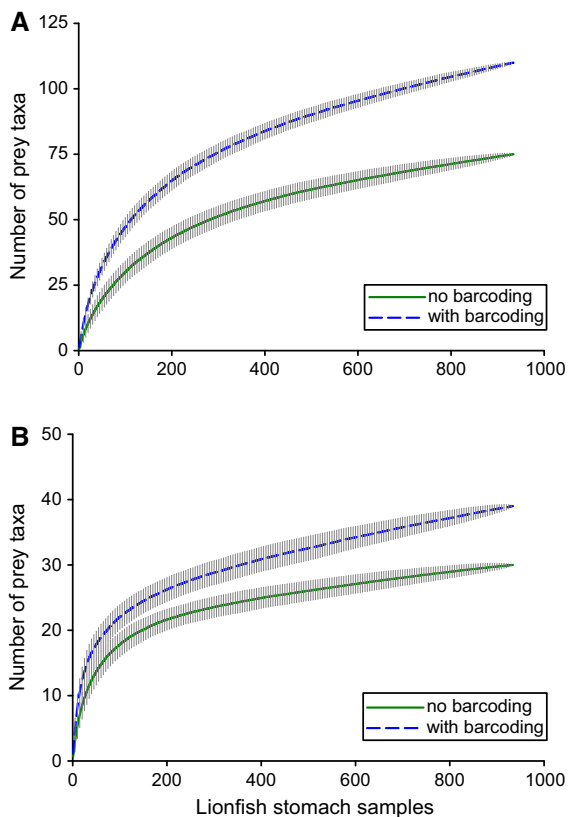 A
Number of prey taxa
125
100
75
50
25
0
0 200 400 600 800 1000
no barcoding
with barcoding
B
Number of prey taxa
50
40
30
20
10
0
0 200 400 600 800 1000
no barcoding
with barcoding
Lionfish stomach samples